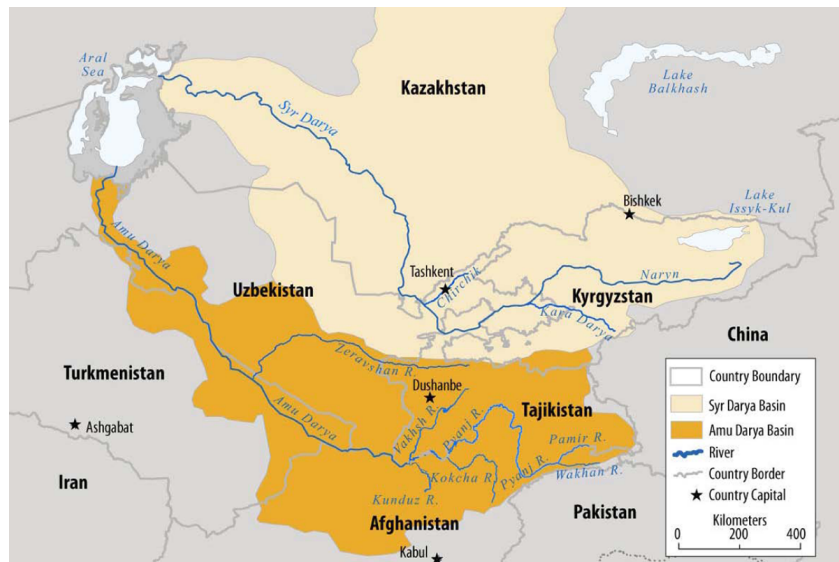 Aral
Sea
Kazakhstan
Lake
Balkhash
Syr Darya
Bishkek
Lake
Issyk-Kul
Amu Darya
Tashkent
Chirchik
Naryn
Uzbekistan
Kyrgyzstan
Kara Darya
China
Zeravshan R.
Turkmenistan
Dushanbe
Tajikistan
Ashgabat
Amu Darya
Vakhsh R.
Pyanj R.
Pamir R.
Pyanj R.
Wakhan R.
Iran
Kokcha R.
Kunduz R.
Pakistan
Afghanistan
Kabul
Country Boundary
Syr Darya Basin
Amu Darya Basin
River
Country Border
Country Capital
Kilometers
0 200 400